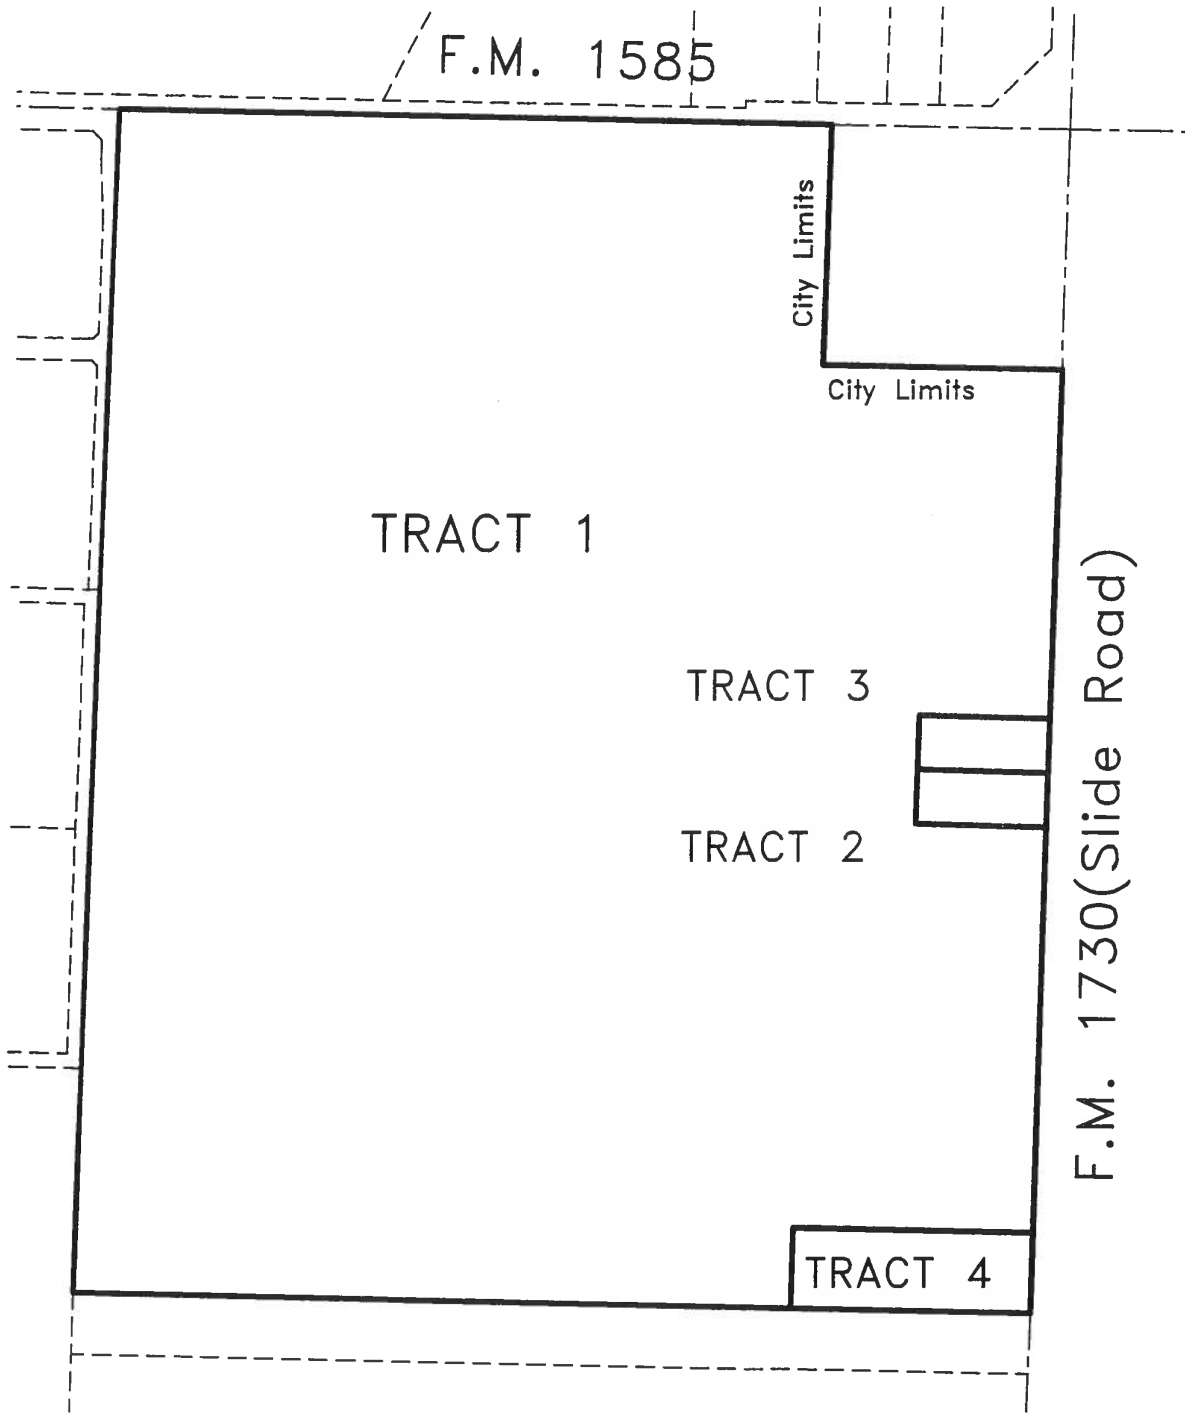 F.M. 1585
City Limits
City Limits
TRACT 1
TRACT 3
TRACT 2
F.M. 1730(Slide Road)
TRACT 4